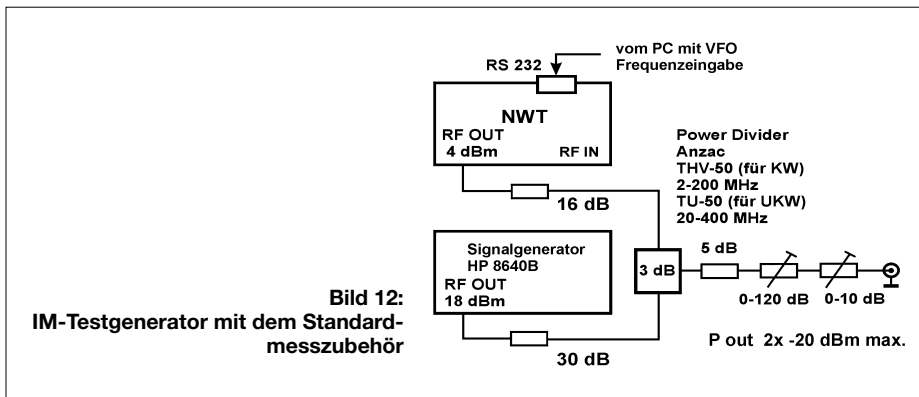 vom PC mit VFO
Frequenzeingabe
RS 232
NWT
RF OUT
4 dBm
RF IN
16 dB
Power Divider
Anzac
THV-50 (für KW)
2-200 MHz
TU-50 (für UKW)
20-400 MHz
Signalgenerator
HP 8640B
RF OUT
18 dBm
30 dB
3 dB
5 dB
0-120 dB
0-10 dB
P out 2x -20 dBm max.
Bild 12:
IM-Testgenerator mit dem Standard-
messzubehör